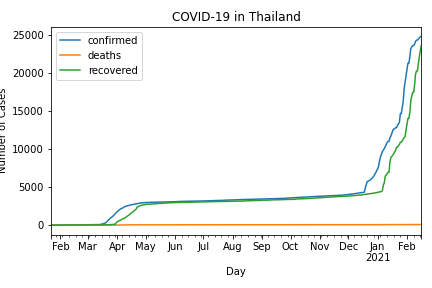 COVID-19 in Thailand
confirmed
deaths
recovered
25000
20000
15000
10000
5000
0
Number of Cases
Feb Mar Apr May Jun Jul Aug Sep Oct Nov Dec Jan Feb
2021
Day